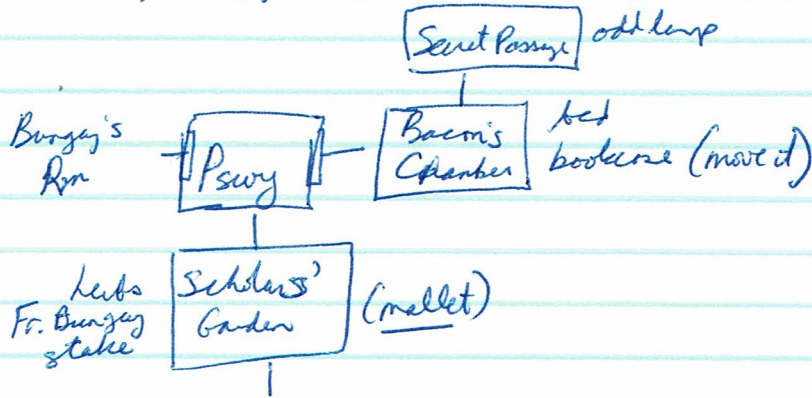 Secret Passage odd lamp
Bungay's Rm
Pswy
Bacon's Chamber
bed
bookcase (move it)
herbs
Fr. Bungay
stake
Scholars' Garden
(mallet)